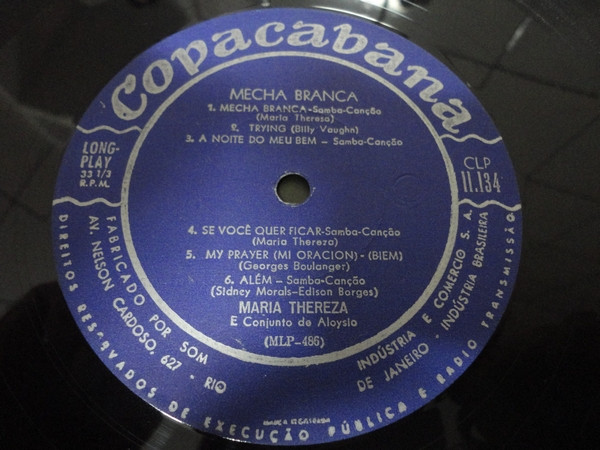 Copacabana
MECHA BRANCA
1. MECHA BRANCA-Samba-Canção
(Maria Thereza)
2. TRYING (Billy Vaughn)
3. A NOITE DO MEU BEM - Samba-Canção
LONG-
PLAY
33 1/3
R.P.M.
CLP
11.134
4. SE VOCÊ QUER FICAR-Samba-Canção
(Maria Thereza)
5. MY PRAYER (MI ORACION) - (BIEM)
(Georges Boulanger)
6. ALÉM - Samba-Canção
(Sidney Morals-Edison Borges)
MARIA THEREZA
E Conjunto de Aloysio
(MLP-486)
FABRICADO POR SOM INDÚSTRIA E COMERCIO S. A.
AV. NELSON CARDOSO, 627 - RIO DE JANEIRO - INDÚSTRIA BRASILEIRA
DIREITOS RESERVADOS DE EXECUÇÃO PÚBLICA E RADIO TRANSMISSÃO